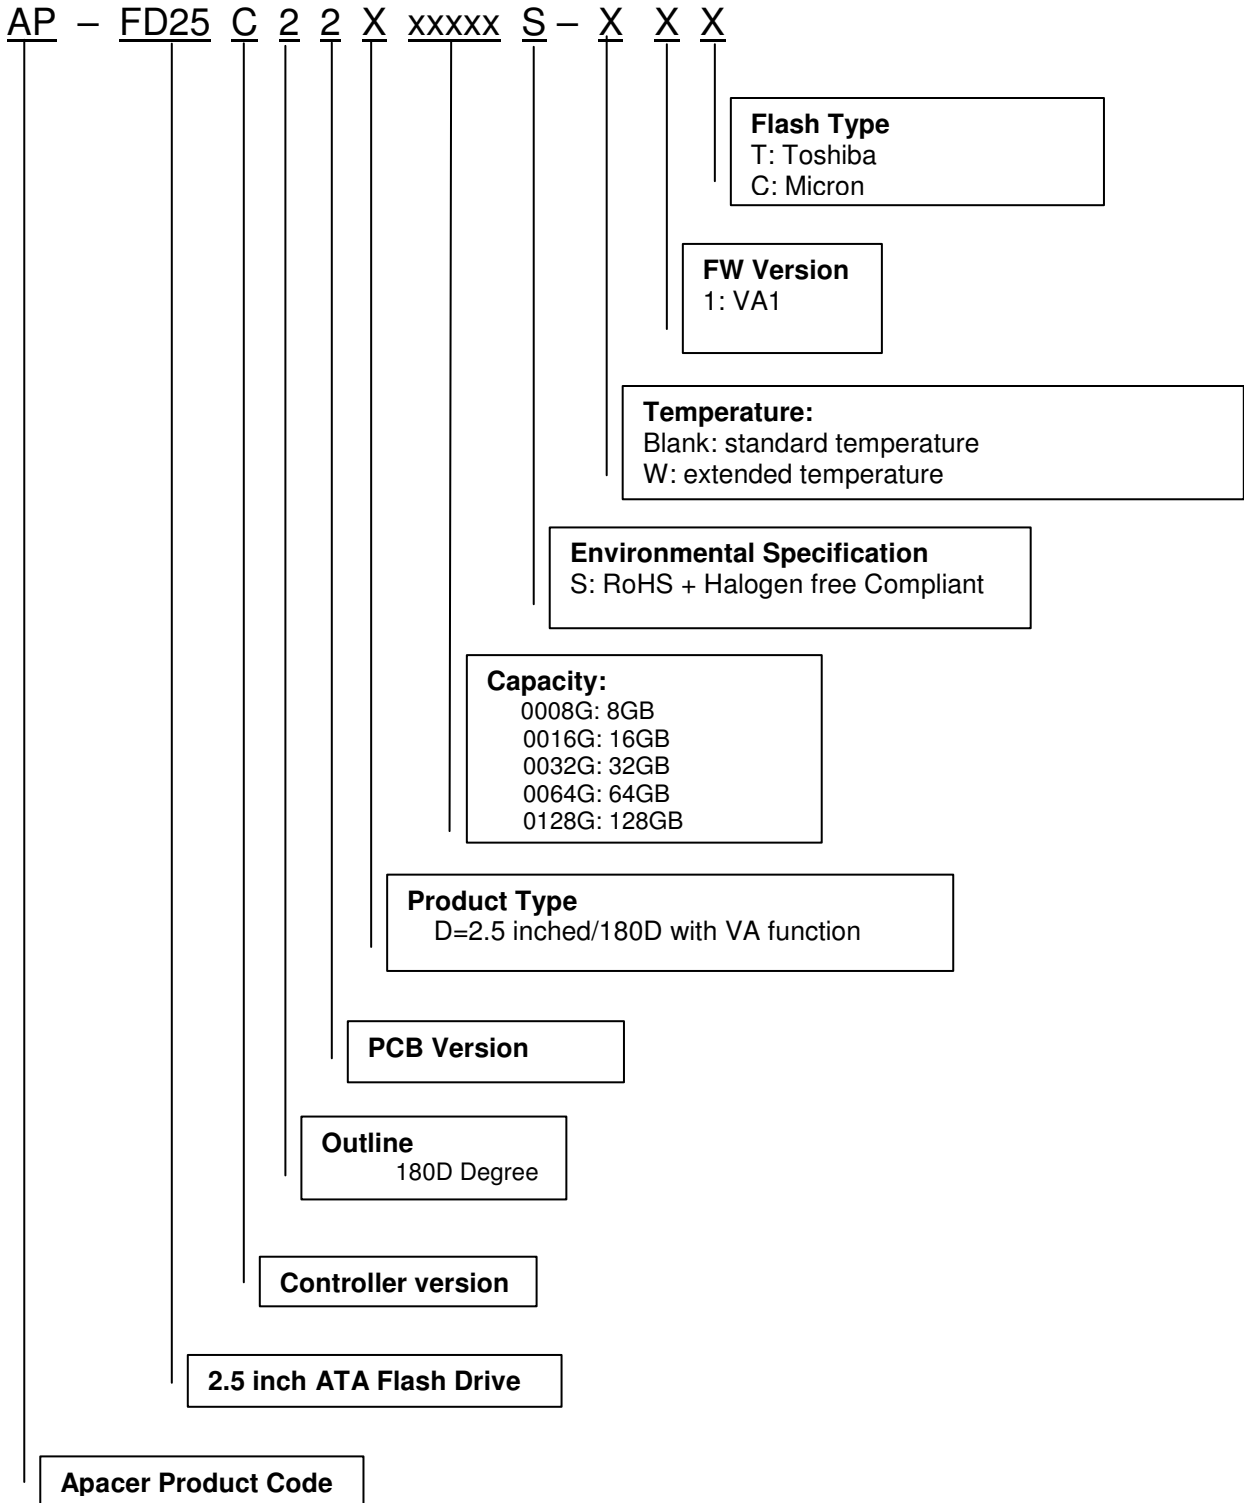 AP – FD25 C 2 2 X xxxxx S – X X X
Flash Type
T: Toshiba
C: Micron
FW Version
1: VA1
Temperature:
Blank: standard temperature
W: extended temperature
Environmental Specification
S: RoHS + Halogen free Compliant
Capacity:
0008G: 8GB
0016G: 16GB
0032G: 32GB
0064G: 64GB
0128G: 128GB
Product Type
D=2.5 inched/180D with VA function
PCB Version
Outline
180D Degree
Controller version
2.5 inch ATA Flash Drive
Apacer Product Code